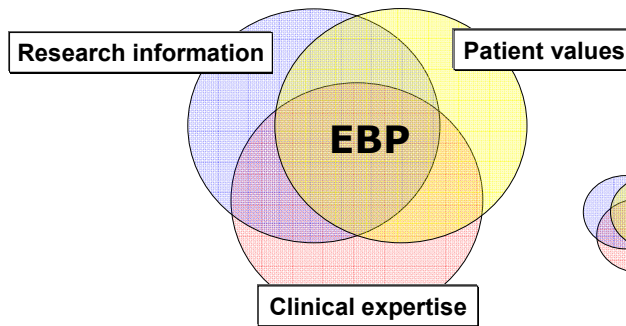 Research information
Patient values
EBP
Clinical expertise